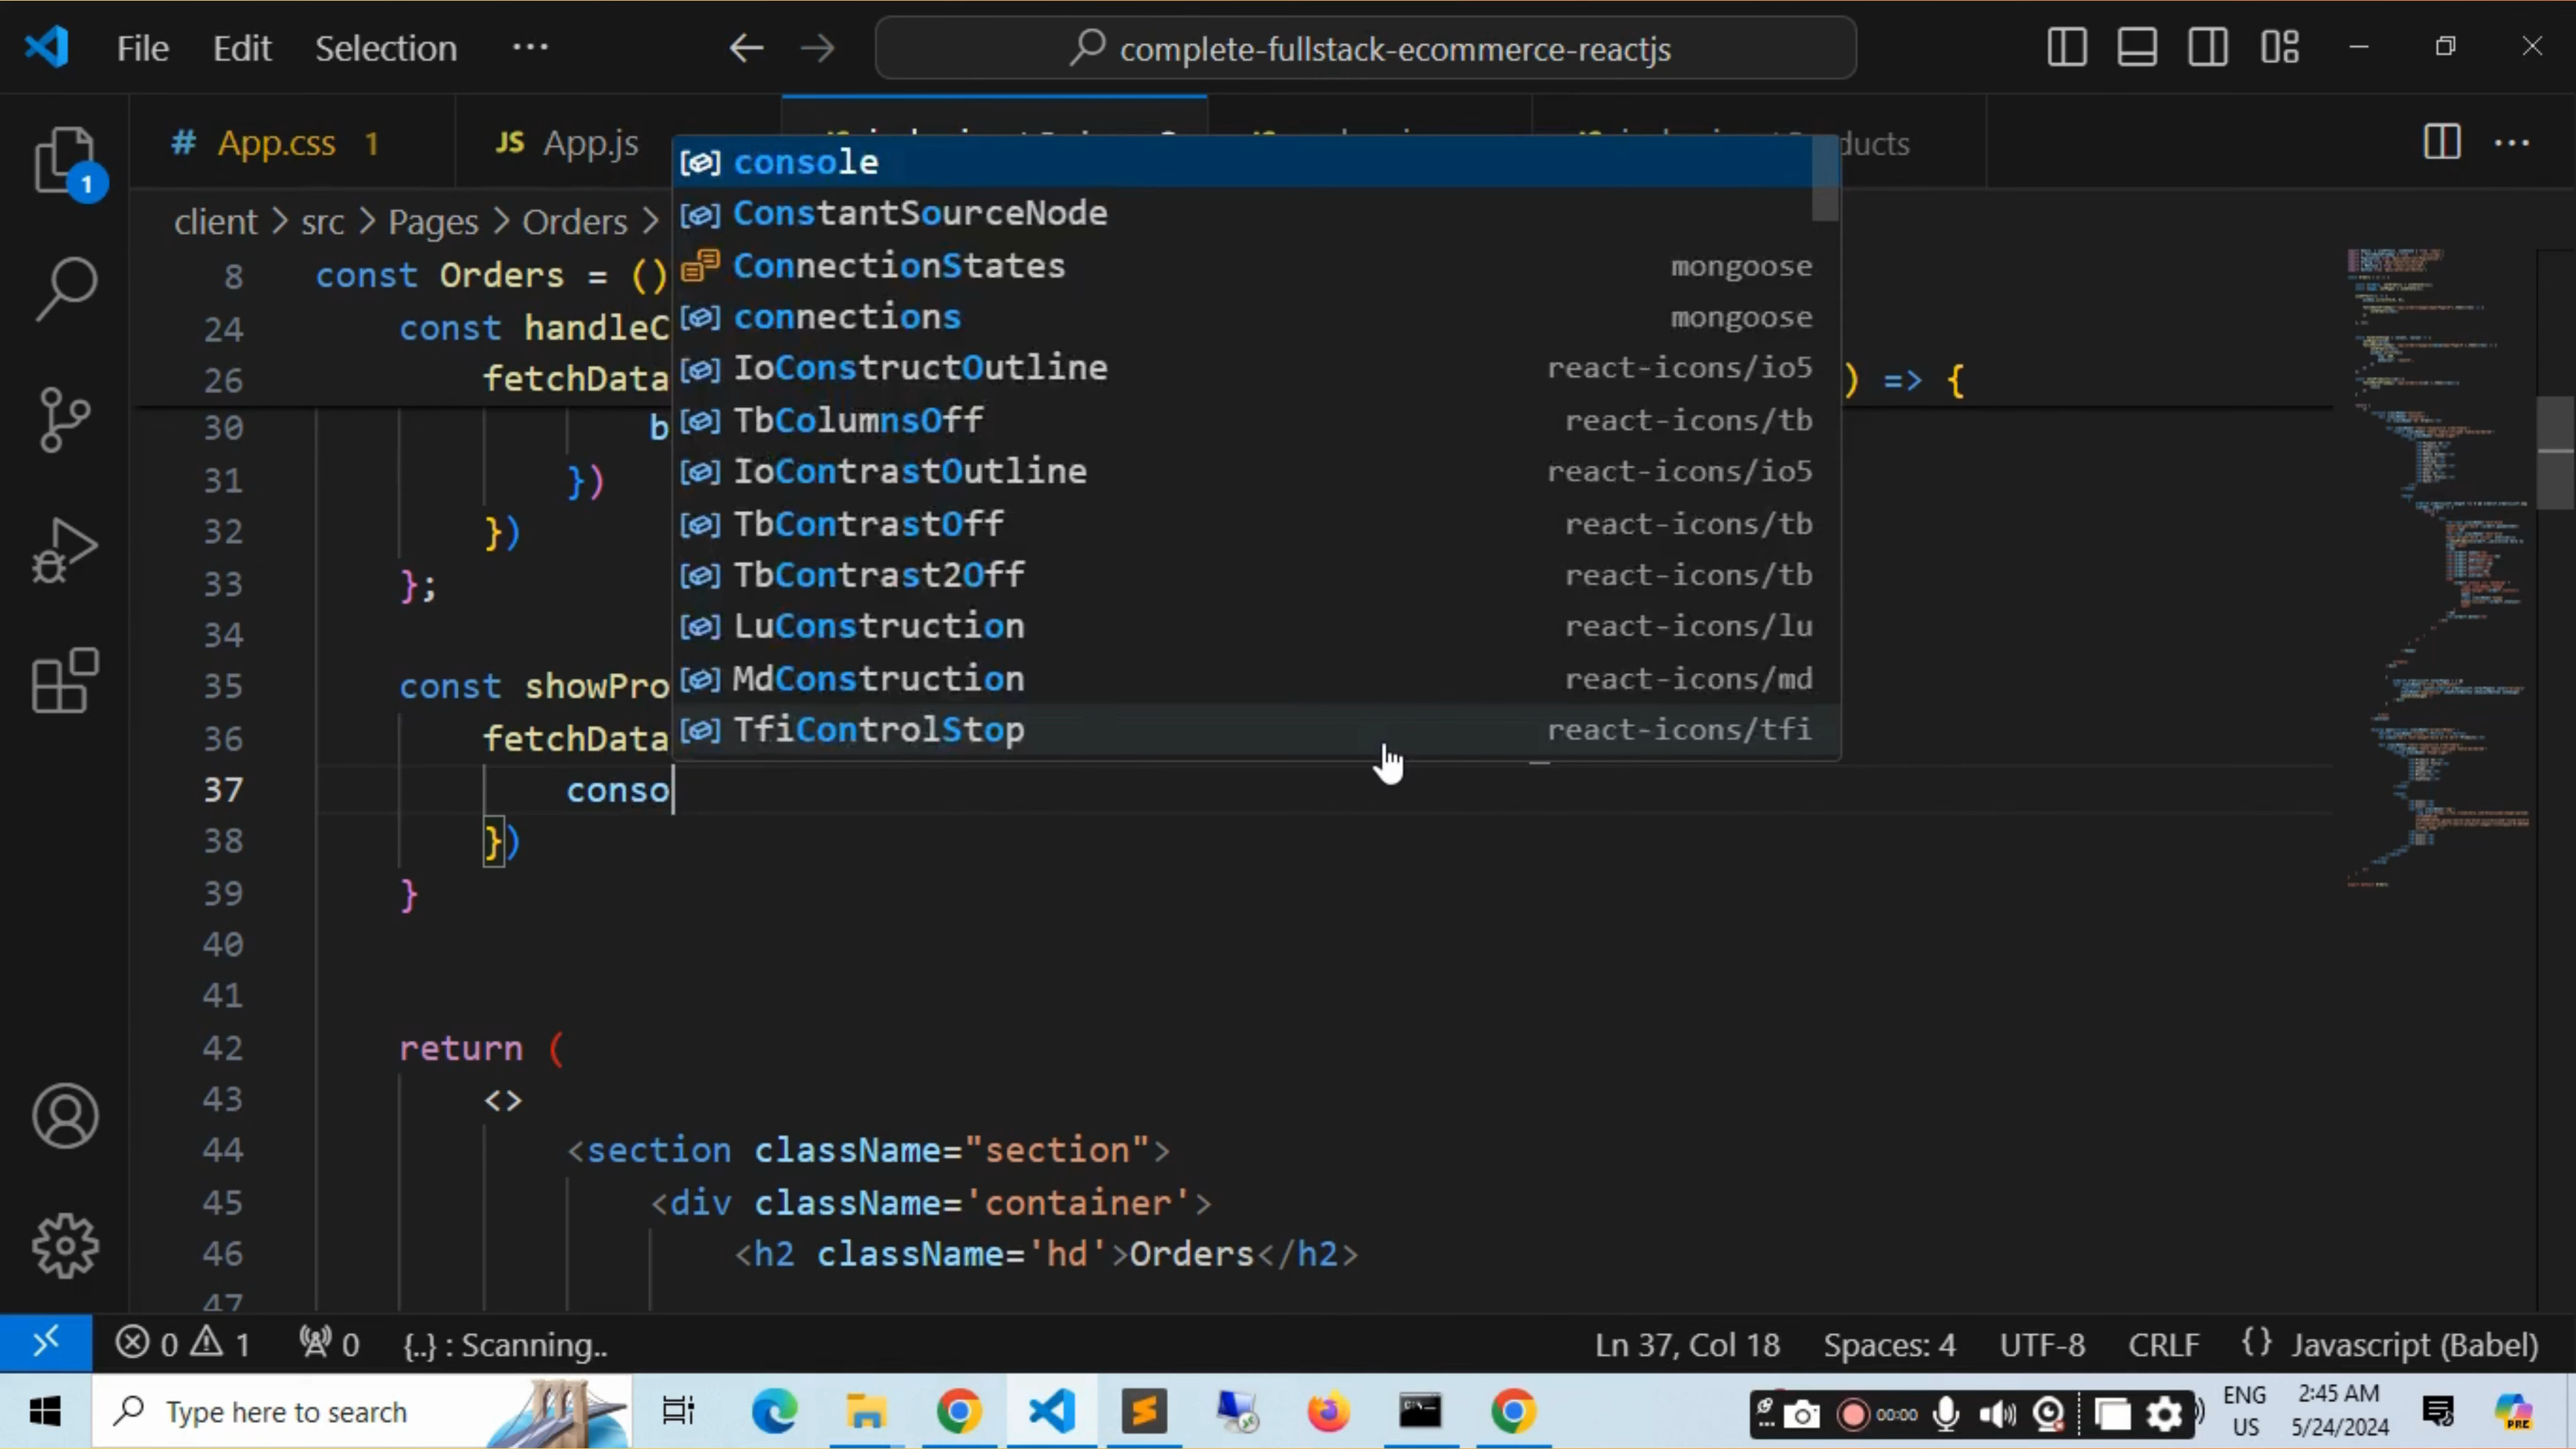 File Edit Selection ··· complete-fullstack-ecommerce-reactjs
# App.css 1 JS App.js ducts
1
client > src > Pages > Orders >
8 const Orders = ()
24 const handleC
26 fetchData ) => {
30 b
31 })
32 })
33 };
34
35 const showPro
36 fetchData
37 conso
38 })
39 }
40
41
42 return (
43 <>
44 <section className="section">
45 <div className='container'>
46 <h2 className='hd'>Orders</h2>
47
console
ConstantSourceNode
ConnectionStates mongoose
connections mongoose
IoConstructOutline react-icons/io5
TbColumnsOff react-icons/tb
IoContrastOutline react-icons/io5
TbContrastOff react-icons/tb
TbContrast2Off react-icons/tb
LuConstruction react-icons/lu
MdConstruction react-icons/md
TfiControlStop react-icons/tfi
0 1 0 {..} : Scanning.. Ln 37, Col 18 Spaces: 4 UTF-8 CRLF {} Javascript (Babel)
Type here to search 00:00 ENG US 2:45 AM 5/24/2024 PRE